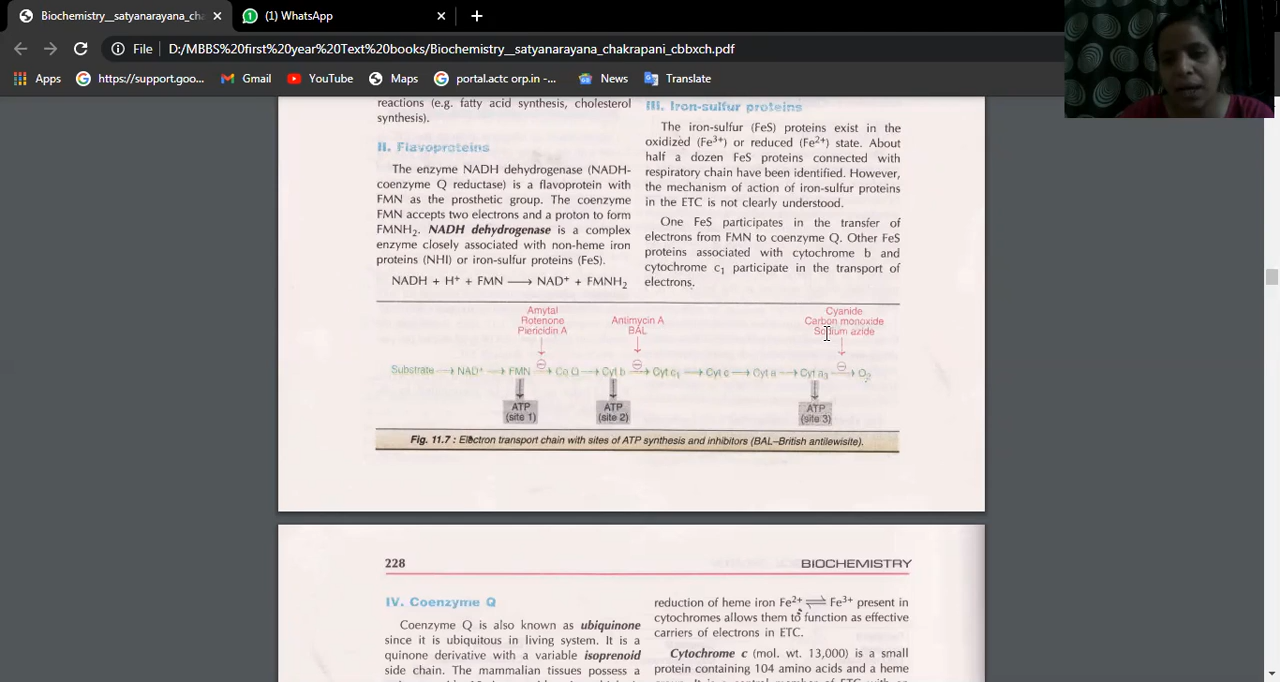 Biochemistry__satyanarayana_cha
(1) WhatsApp
File
D:/MBBS%20first%20year%20Text%20books/Biochemistry__satyanarayana_chakrapani_cbbxch.pdf
Apps
https://support.goo...
Gmail
YouTube
Maps
portal.actc orp.in -...
News
Translate
reactions (e.g. fatty acid synthesis, cholesterol
synthesis).
II. Flavoproteins
The enzyme NADH dehydrogenase (NADH-
coenzyme Q reductase) is a flavoprotein with
FMN as the prosthetic group. The coenzyme
FMN accepts two electrons and a proton to form
FMNH₂. NADH dehydrogenase is a complex
enzyme closely associated with non-heme iron
proteins (NHI) or iron-sulfur proteins (FeS).
NADH + H⁺ + FMN ⟶ NAD⁺ + FMNH₂
III. Iron-sulfur proteins
The iron-sulfur (FeS) proteins exist in the
oxidized (Fe³⁺) or reduced (Fe²⁺) state. About
half a dozen FeS proteins connected with
respiratory chain have been identified. However,
the mechanism of action of iron-sulfur proteins
in the ETC is not clearly understood.
One FeS participates in the transfer of
electrons from FMN to coenzyme Q. Other FeS
proteins associated with cytochrome b and
cytochrome c₁ participate in the transport of
electrons.
Amytal
Rotenone
Piericidin A
Antimycin A
BAL
Cyanide
Carbon monoxide
Sodium azide
Substrate → NAD⁺ → FMN → Co Q → Cyt b → Cyt c₁ → Cyt c → Cyt a → Cyt a₃ → O₂
ATP
(site 1)
ATP
(site 2)
ATP
(site 3)
Fig. 11.7 : Electron transport chain with sites of ATP synthesis and inhibitors (BAL–British antilewisite).
228
BIOCHEMISTRY
IV. Coenzyme Q
Coenzyme Q is also known as ubiquinone
since it is ubiquitous in living system. It is a
quinone derivative with a variable isoprenoid
side chain. The mammalian tissues possess a
reduction of heme iron Fe²⁺ ⇌ Fe³⁺ present in
cytochromes allows them to function as effective
carriers of electrons in ETC.
Cytochrome c (mol. wt. 13,000) is a small
protein containing 104 amino acids and a heme